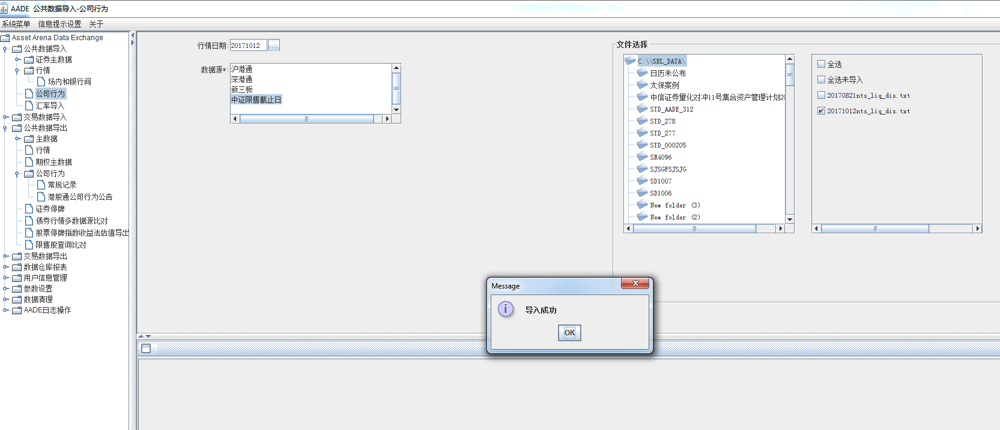 AADE 公共数据导入-公司行为
系统菜单 信息提示设置 关于
Asset Arena Data Exchange
公共数据导入
证券主数据
行情
场内和银行间
公司行为
汇率导入
交易数据导入
公共数据导出
主数据
行情
期权主数据
公司行为
常规记录
港股通公司行为公告
证券停牌
债券行情多数据源比对
股票停牌指数收益法估值导出
限售股查询比对
交易数据导出
数据仓库报表
用户信息管理
参数设置
数据清理
AADE日志操作
行情日期: 20171012 ...
数据源*:
沪港通
深港通
新三板
中证限售截止日
文件选择
C:\\SBL_DATA\
日历未公布
太保案例
中信证券量化对冲11号集合资产管理计划20
STD_AADE_312
STD_278
STD_277
STD_000205
SR4096
SJSGFSJSJG
SD1007
SD1006
New folder (3)
New folder (2)
全选
全选未导入
20170821nts_liq_dis.txt
20171012nts_liq_dis.txt
Message
导入成功
OK